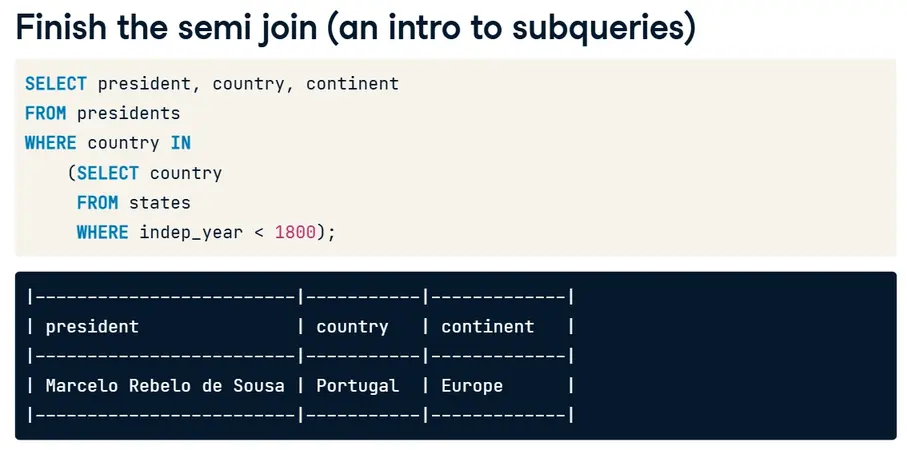 Finish the semi join (an intro to subqueries)
SELECT president, country, continent
FROM presidents
WHERE country IN
    (SELECT country
     FROM states
     WHERE indep_year < 1800);
|-------------------------|-----------|-------------|
| president               | country   | continent   |
|-------------------------|-----------|-------------|
| Marcelo Rebelo de Sousa | Portugal  | Europe      |
|-------------------------|-----------|-------------|